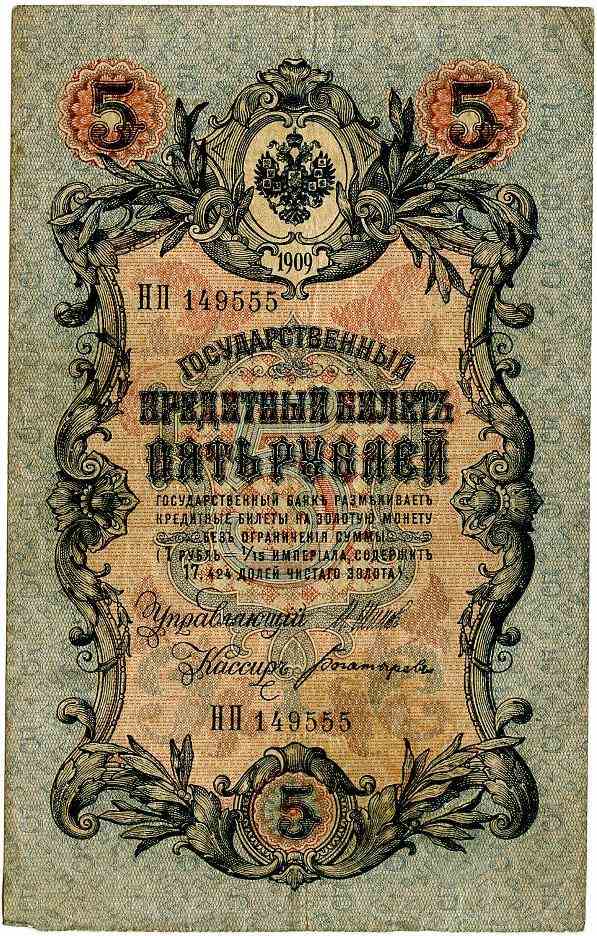 5 5
1909
НП 149555
ГОСУДАРСТВЕННЫЙ
КРЕДИТНЫЙ БИЛЕТЪ
ПЯТЬ РУБЛЕЙ
ГОСУДАРСТВЕННЫЙ БАНКЪ РАЗМѢНИВАЕТЪ
КРЕДИТНЫЕ БИЛЕТЫ НА ЗОЛОТУЮ МОНЕТУ
БЕЗЪ ОГРАНИЧЕНІЯ СУММЫ
(1 РУБЛЬ = 1/15 ИМПЕРІАЛА, СОДЕРЖИТЪ
17,424 ДОЛЕЙ ЧИСТАГО ЗОЛОТА).
Управляющій
Кассиръ Богатыревъ
НП 149555
5